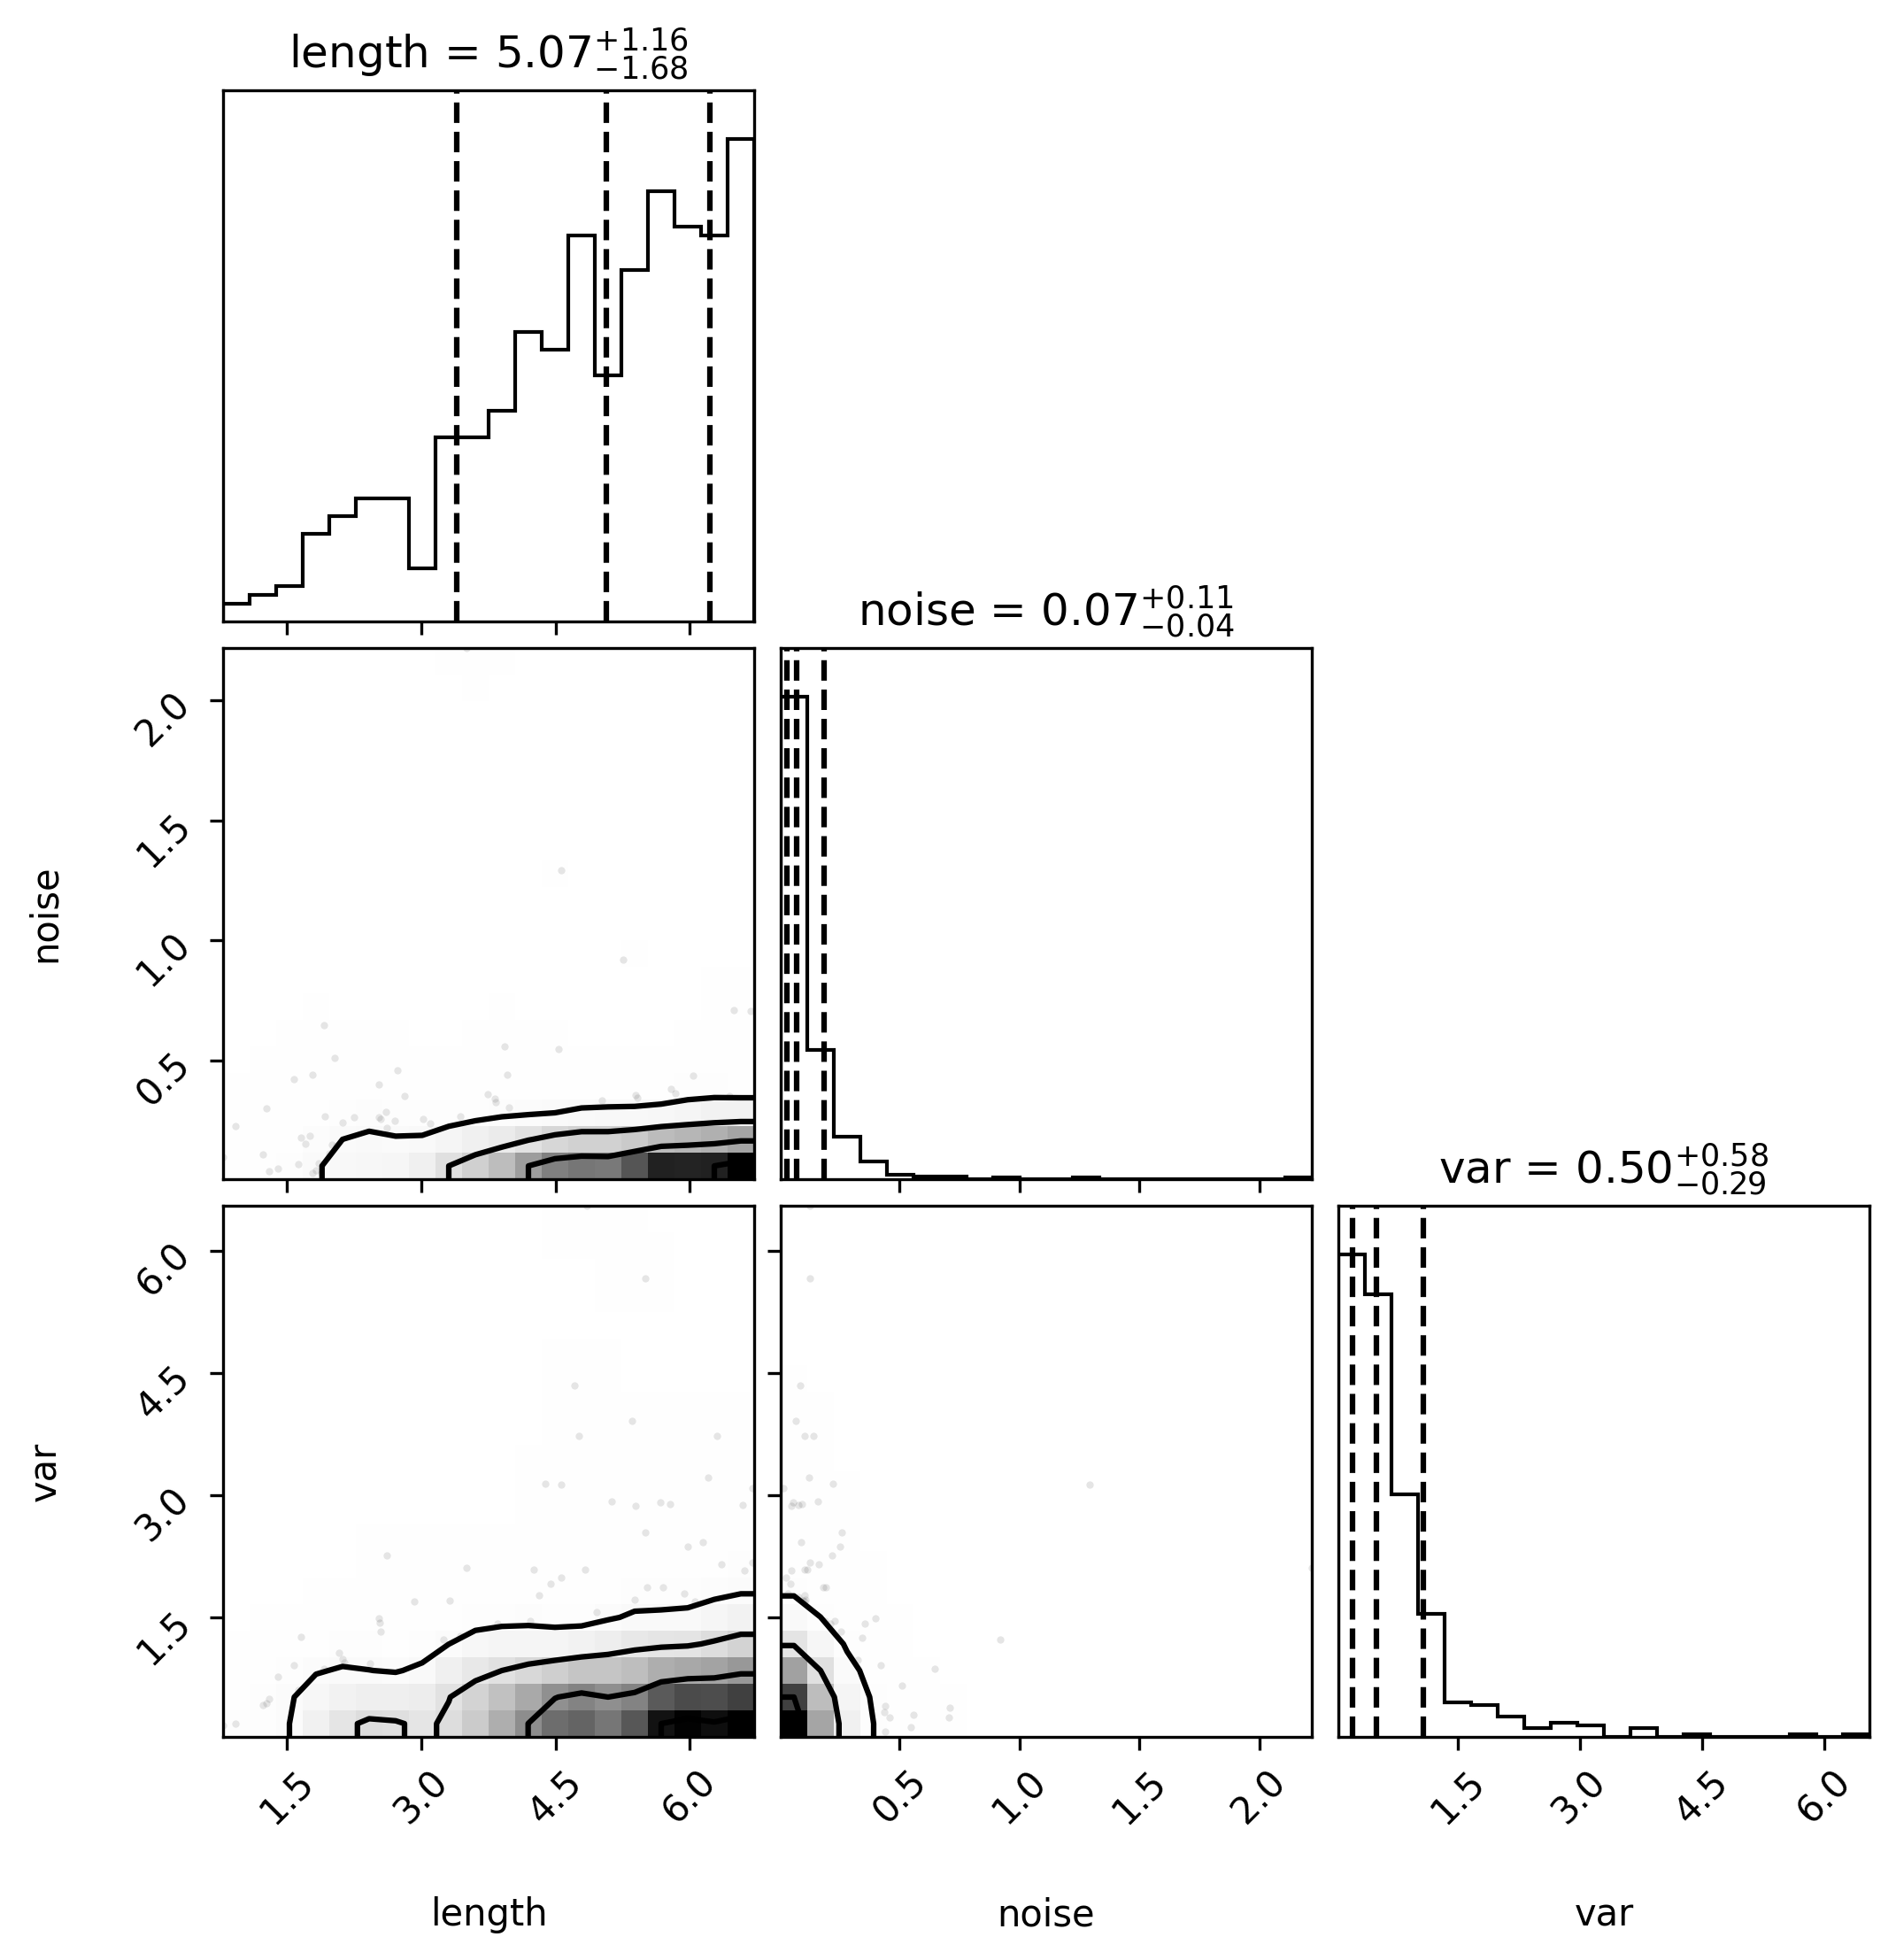 length = 5.07+1.16−1.68
noise = 0.07+0.11−0.04
2.0
1.5
1.0
0.5
noise
var = 0.50+0.58−0.29
6.0
4.5
3.0
1.5
var
1.5 3.0 4.5 6.0 0.5 1.0 1.5 2.0 1.5 3.0 4.5 6.0
length noise var